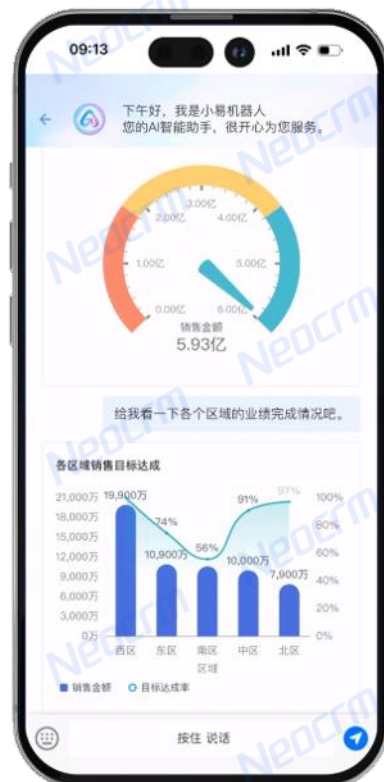 09:13
下午好，我是小易机器人
您的AI智能助手，很开心为您服务。
0.00亿
1.00亿
2.00亿
3.00亿
4.00亿
5.00亿
6.00亿
销售金额
5.93亿
给我看一下各个区域的业绩完成情况吧。
各区域销售目标达成
21,000万
18,000万
15,000万
12,000万
9,000万
6,000万
3,000万
0万
19,900万
74%
10,900万
56%
91%
10,000万
97%
7,900万
100%
80%
60%
40%
20%
0%
西区 东区 南区 中区 北区
区域
销售金额 目标达成率
按住 说话
Neocrm
Neocrm
Neocrm
Neocrm
Neocrm
Neocrm
Neocrm
Neocrm